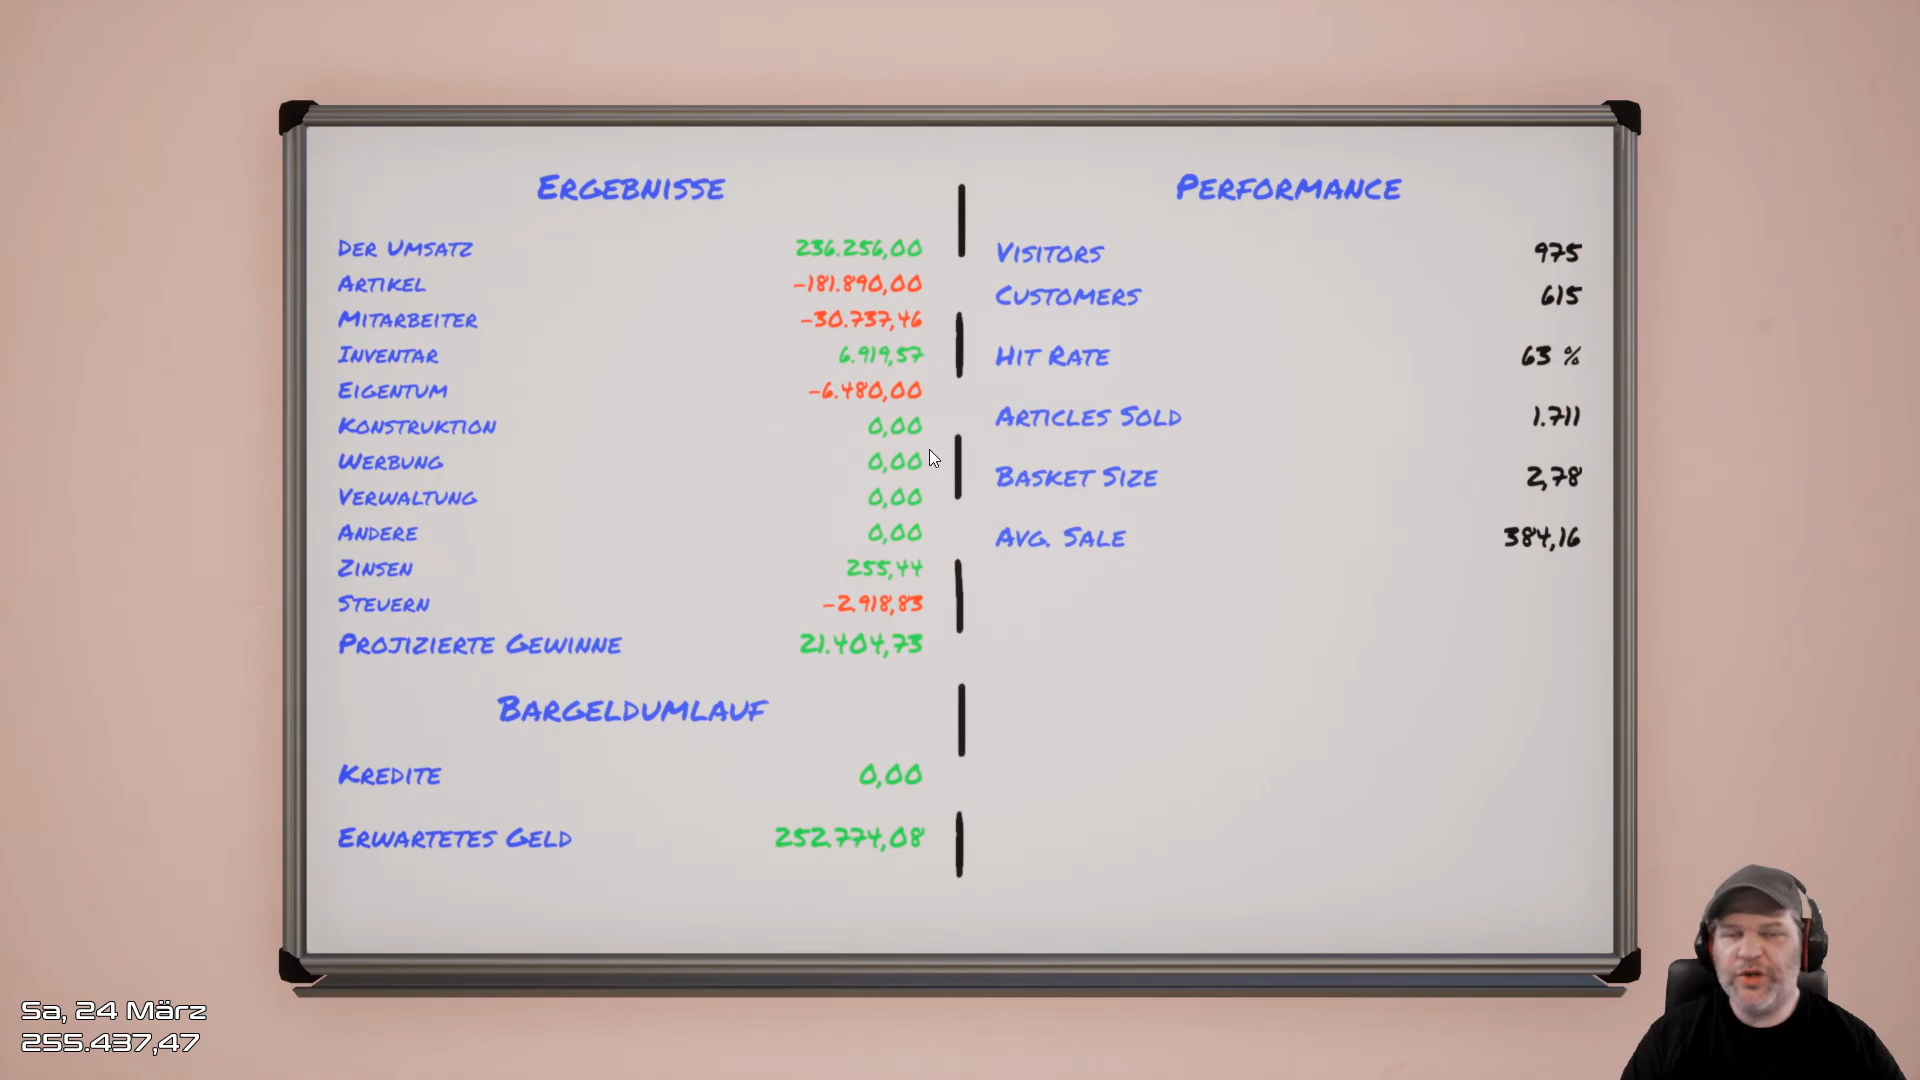 Ergebnisse
Der Umsatz 236.256,00
Artikel -181.890,00
Mitarbeiter -30.737,46
Inventar 6.919,57
Eigentum -6.480,00
Konstruktion 0,00
Werbung 0,00
Verwaltung 0,00
Andere 0,00
Zinsen 255,44
Steuern -2.918,83
Projizierte Gewinne 21.404,73
Bargeldumlauf
Kredite 0,00
Erwartetes Geld 252.774,08
Performance
Visitors 975
Customers 615
Hit Rate 63 %
Articles Sold 1.711
Basket Size 2,78
Avg. Sale 384,16
Sa, 24 März
255.437,47